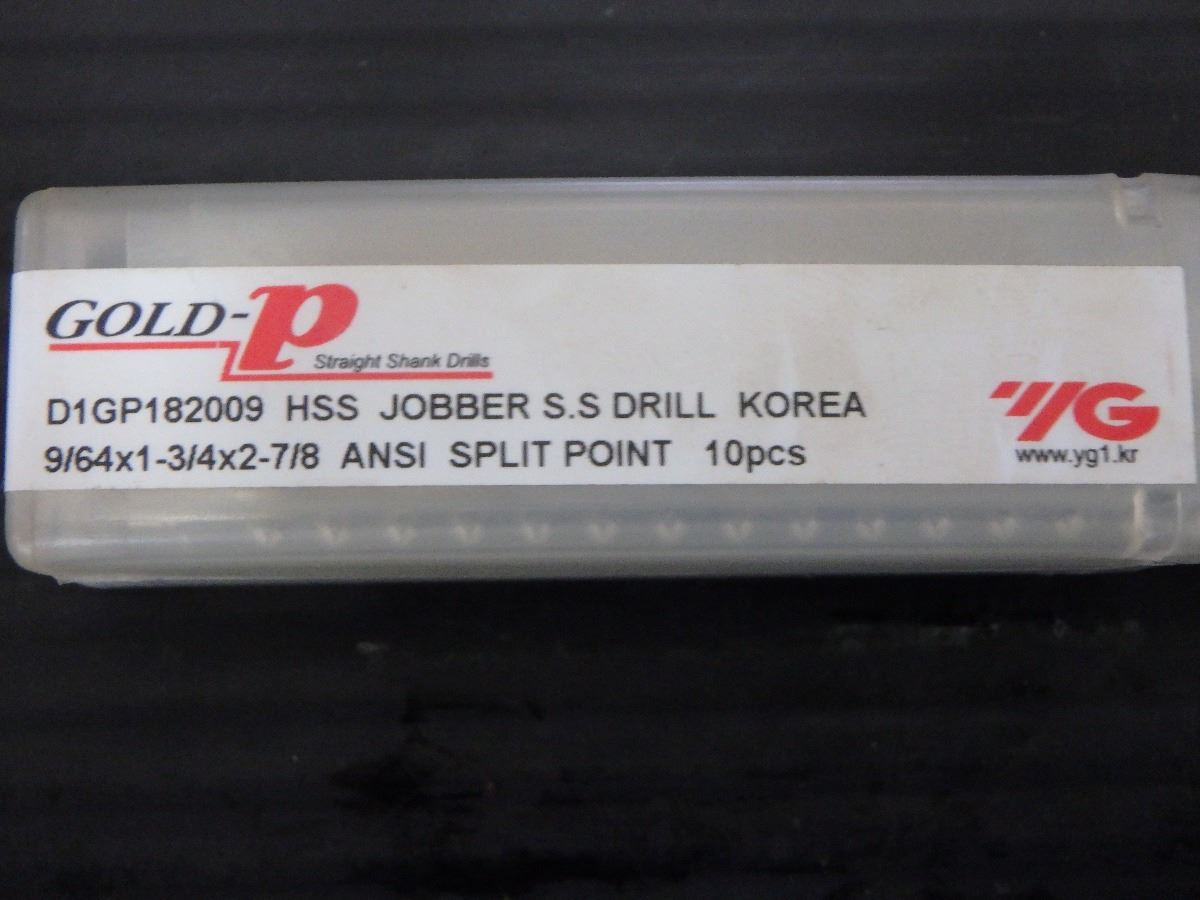 GOLD-P
Straight Shank Drills
D1GP182009 HSS JOBBER S.S DRILL KOREA
9/64x1-3/4x2-7/8 ANSI SPLIT POINT 10pcs
YG
www.yg1.kr